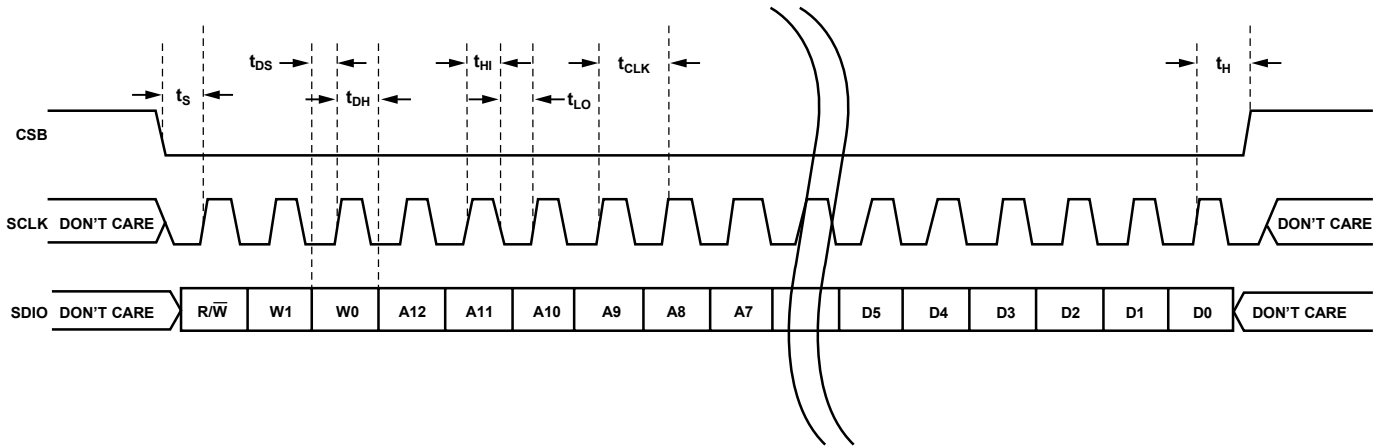 tDS
tHI
tCLK
tH
tS
tDH
tLO
CSB
SCLK DON'T CARE DON'T CARE
SDIO DON'T CARE R/W̅ W1 W0 A12 A11 A10 A9 A8 A7 D5 D4 D3 D2 D1 D0 DON'T CARE